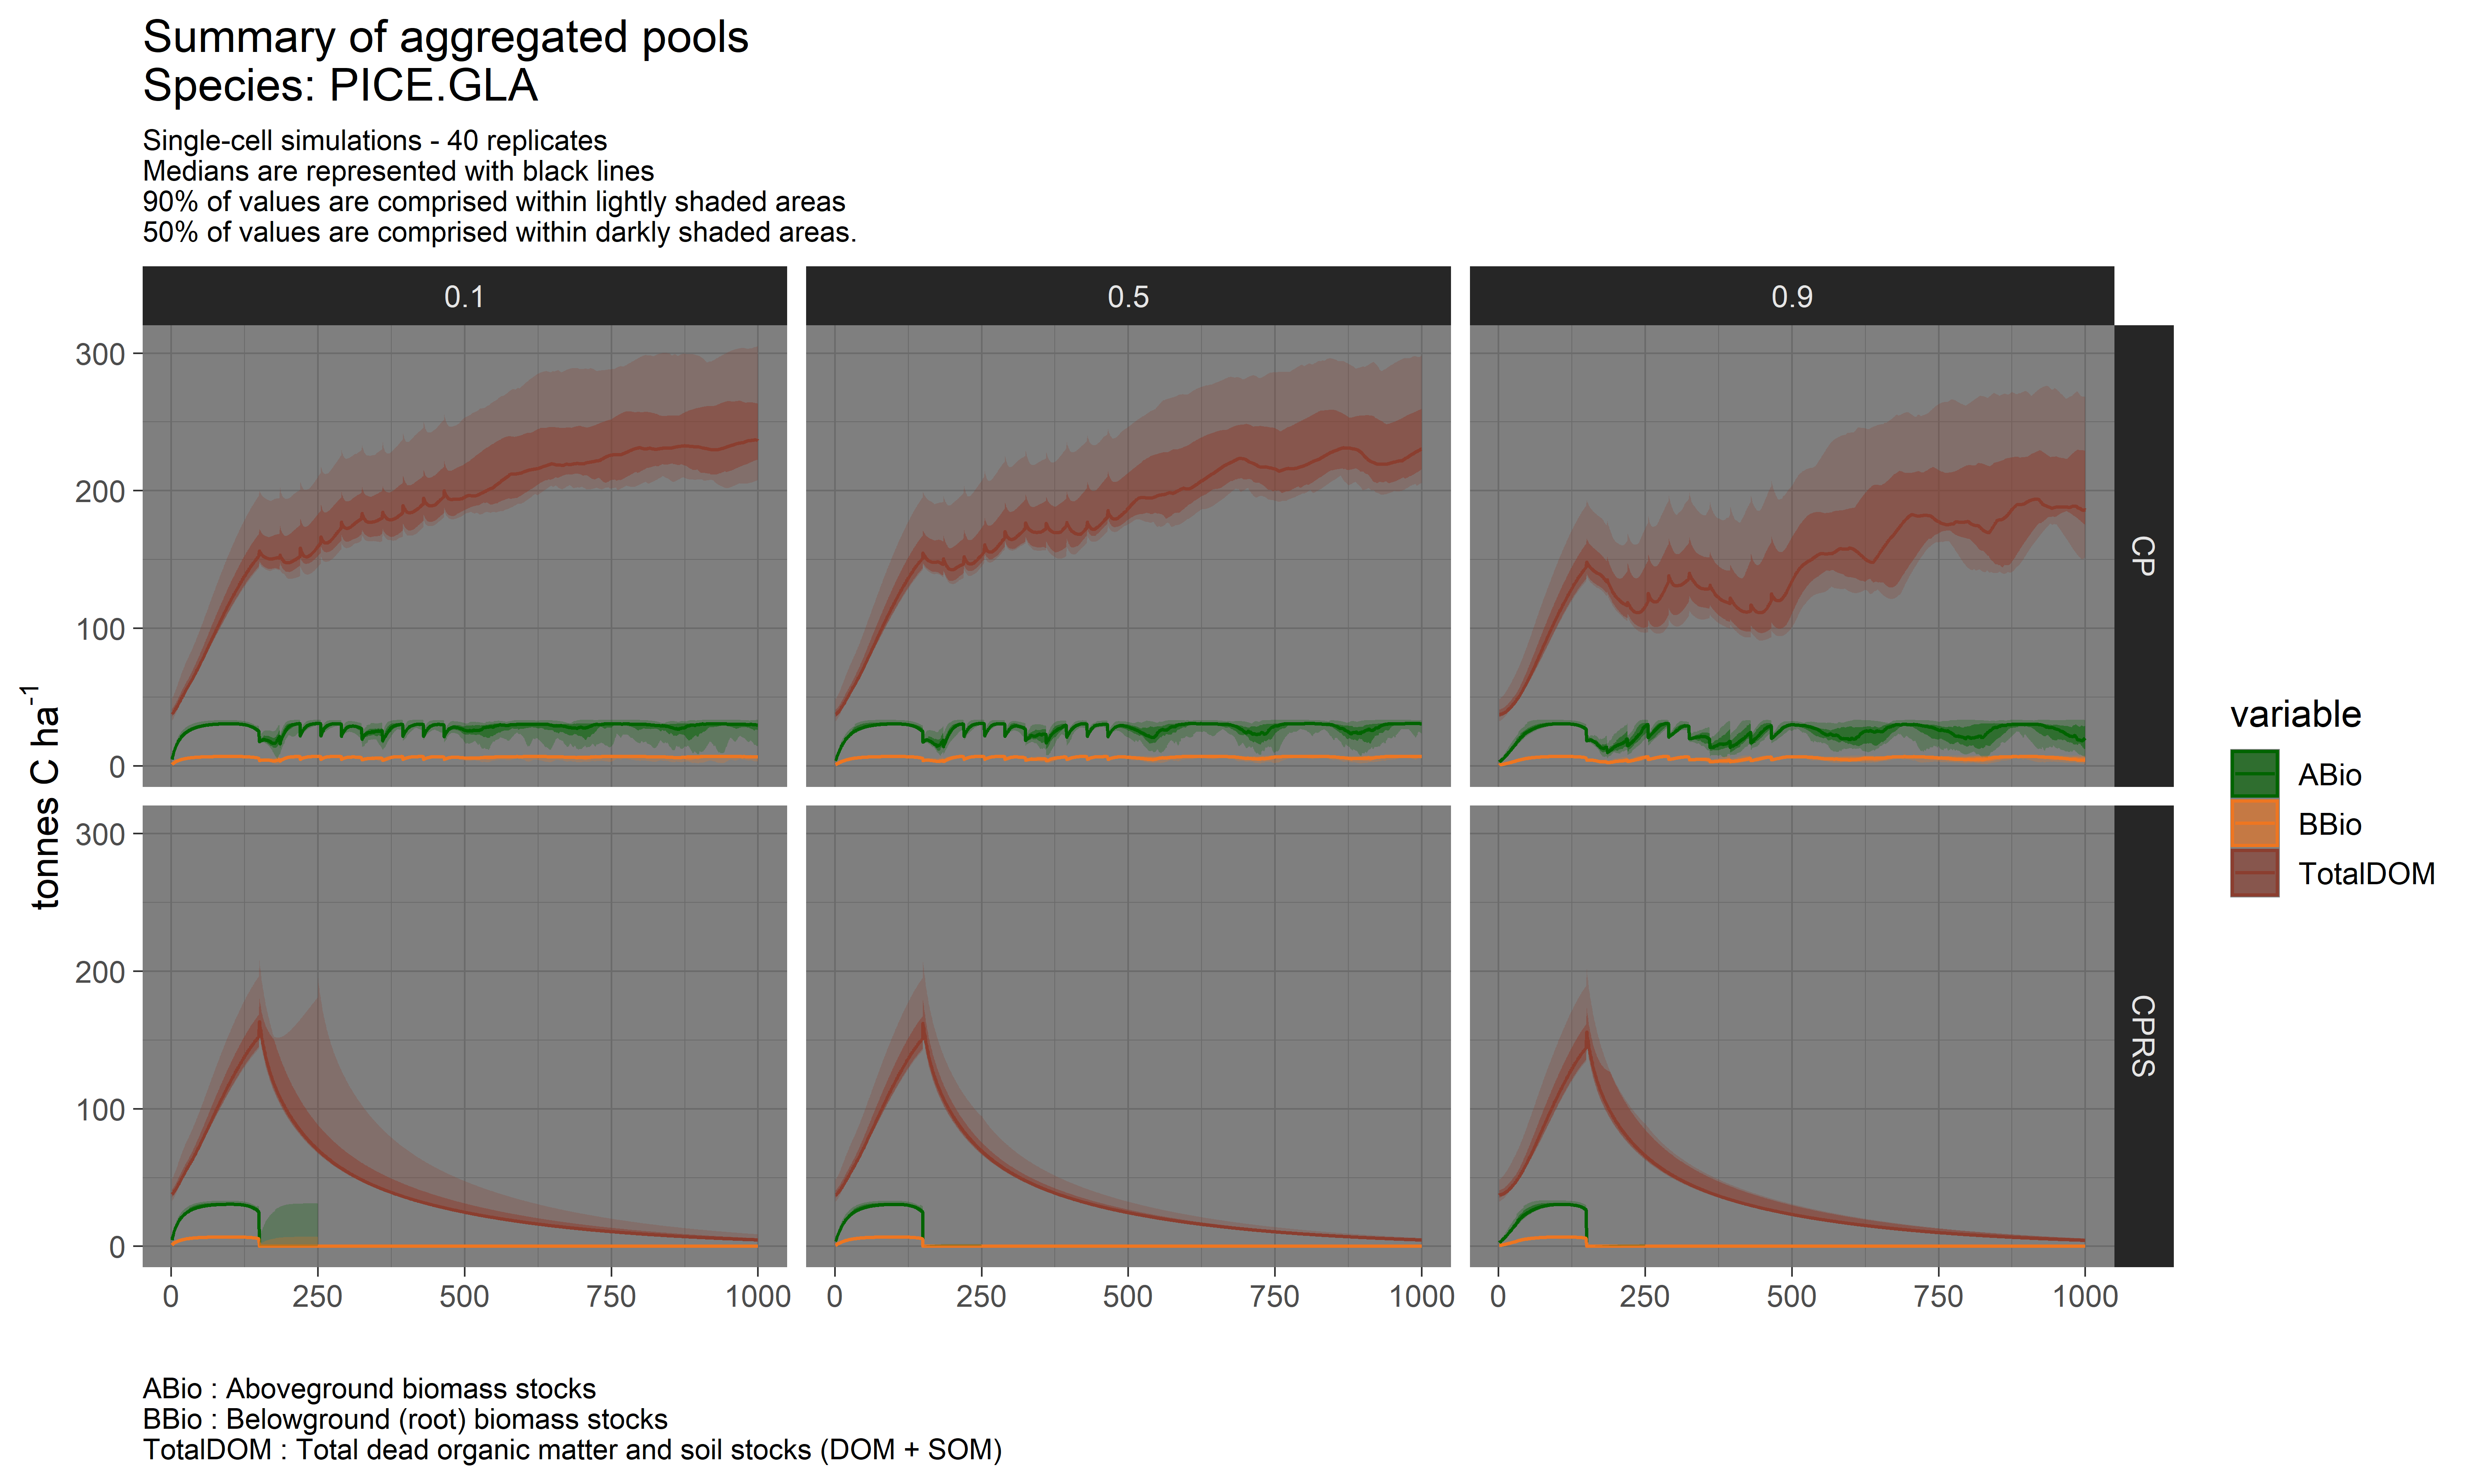 Summary of aggregated pools
Species: PICE.GLA
Single-cell simulations - 40 replicates
Medians are represented with black lines
90% of values are comprised within lightly shaded areas
50% of values are comprised within darkly shaded areas.
0.1
0.5
0.9
300
200
100
0
CP
300
200
100
0
CPRS
tonnes C ha⁻¹
0 250 500 750 1000
0 250 500 750 1000
0 250 500 750 1000
variable
ABio
BBio
TotalDOM
ABio : Aboveground biomass stocks
BBio : Belowground (root) biomass stocks
TotalDOM : Total dead organic matter and soil stocks (DOM + SOM)